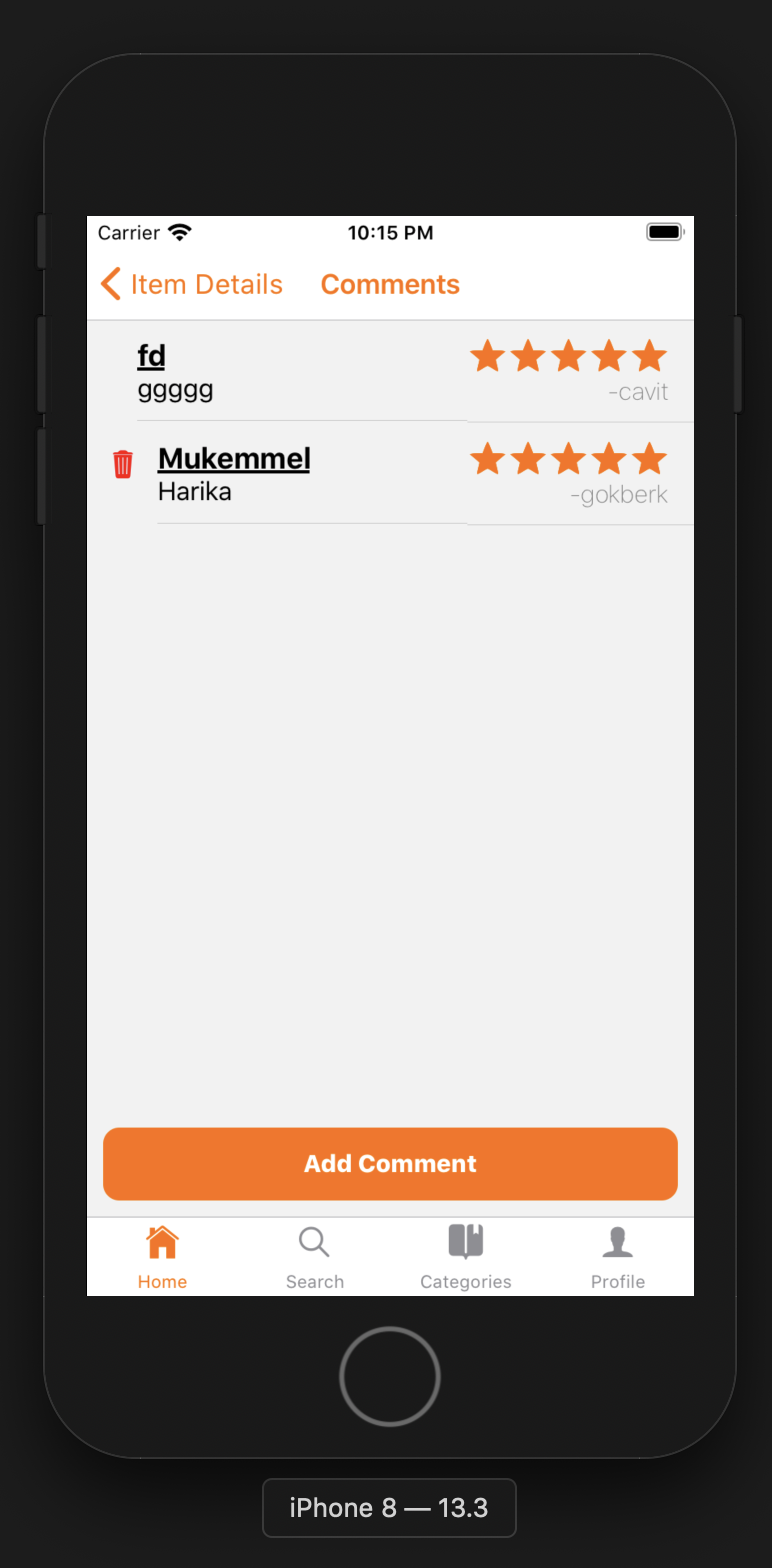 Carrier 10:15 PM
Item Details Comments
fd
ggggg
-cavit
Mukemmel
Harika
-gokberk
Add Comment
Home Search Categories Profile
iPhone 8 — 13.3